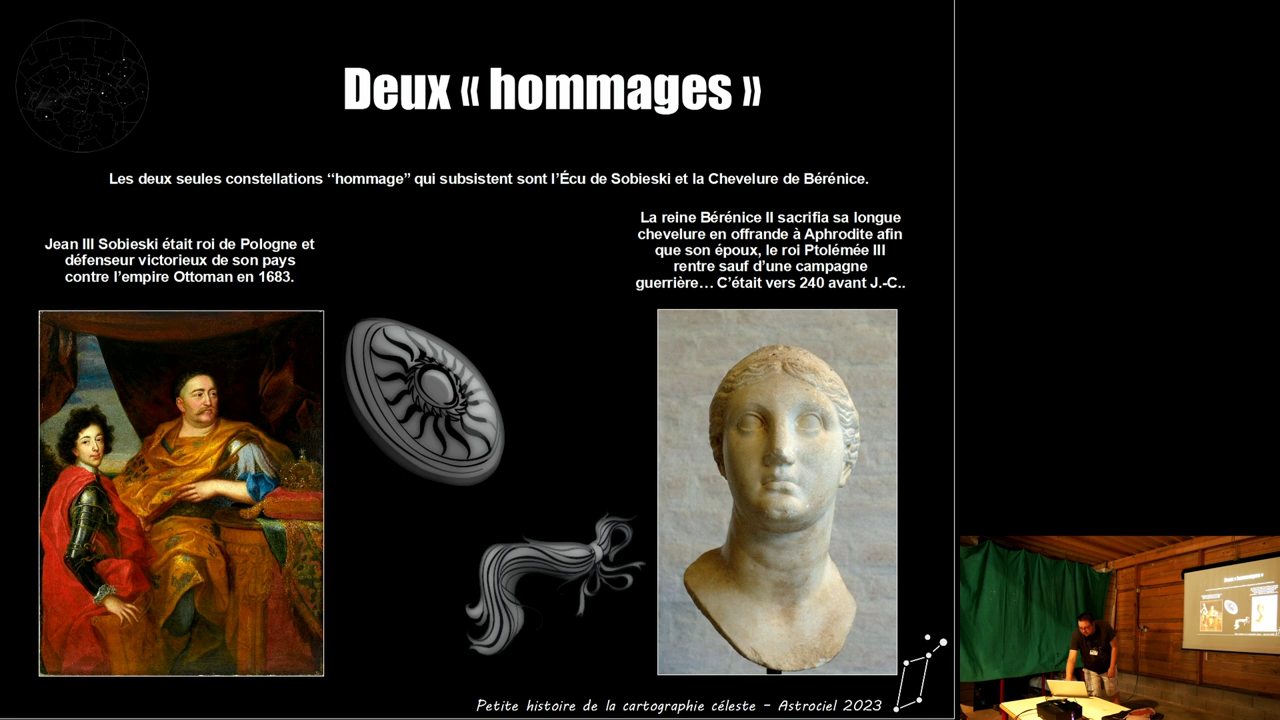 Deux « hommages »
Les deux seules constellations ‘‘hommage’’ qui subsistent sont l’Écu de Sobieski et la Chevelure de Bérénice.
Jean III Sobieski était roi de Pologne et
défenseur victorieux de son pays
contre l’empire Ottoman en 1683.
La reine Bérénice II sacrifia sa longue
chevelure en offrande à Aphrodite afin
que son époux, le roi Ptolémée III
rentre sauf d’une campagne
guerrière… C’était vers 240 avant J.-C..
Petite histoire de la cartographie céleste – Astrociel 2023
Deux « hommages »